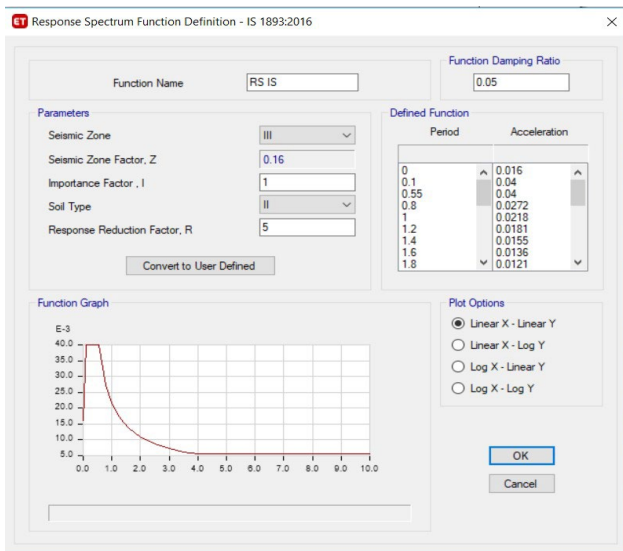 ET Response Spectrum Function Definition - IS 1893:2016
Function Name
RS IS
Function Damping Ratio
0.05
Parameters
Seismic Zone
III
Seismic Zone Factor, Z
0.16
Importance Factor , I
1
Soil Type
II
Response Reduction Factor, R
5
Convert to User Defined
Defined Function
Period Acceleration
0 0.016
0.1 0.04
0.55 0.04
0.8 0.0272
1 0.0218
1.2 0.0181
1.4 0.0155
1.6 0.0136
1.8 0.0121
Function Graph
E-3
40.0
35.0
30.0
25.0
20.0
15.0
10.0
5.0
0.0 1.0 2.0 3.0 4.0 5.0 6.0 7.0 8.0 9.0 10.0
Plot Options
Linear X - Linear Y
Linear X - Log Y
Log X - Linear Y
Log X - Log Y
OK
Cancel